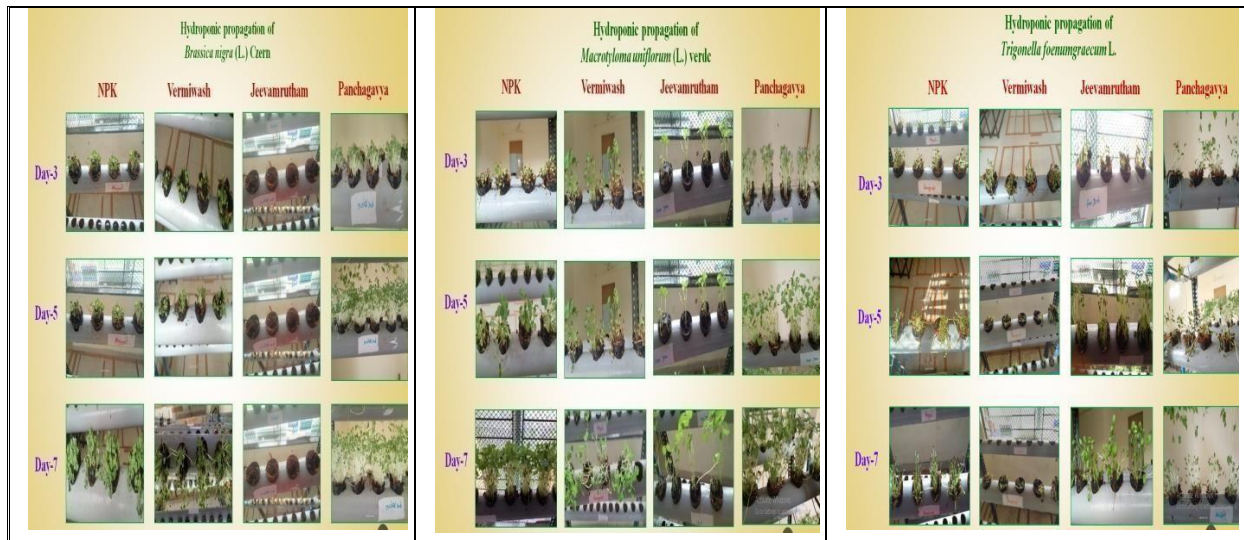 Hydroponic propagation of
Brassica nigra (L.) Czern
NPK Vermiwash Jeevamrutham Panchagavya
Day-3
Day-5
Day-7
Hydroponic propagation of
Macrotyloma uniflorum (L.) verdc
NPK Vermiwash Jeevamrutham Panchagavya
Day-3
Day-5
Day-7
Hydroponic propagation of
Trigonella foenumgraecum L.
NPK Vermiwash Jeevamrutham Panchagavya
Day-3
Day-5
Day-7